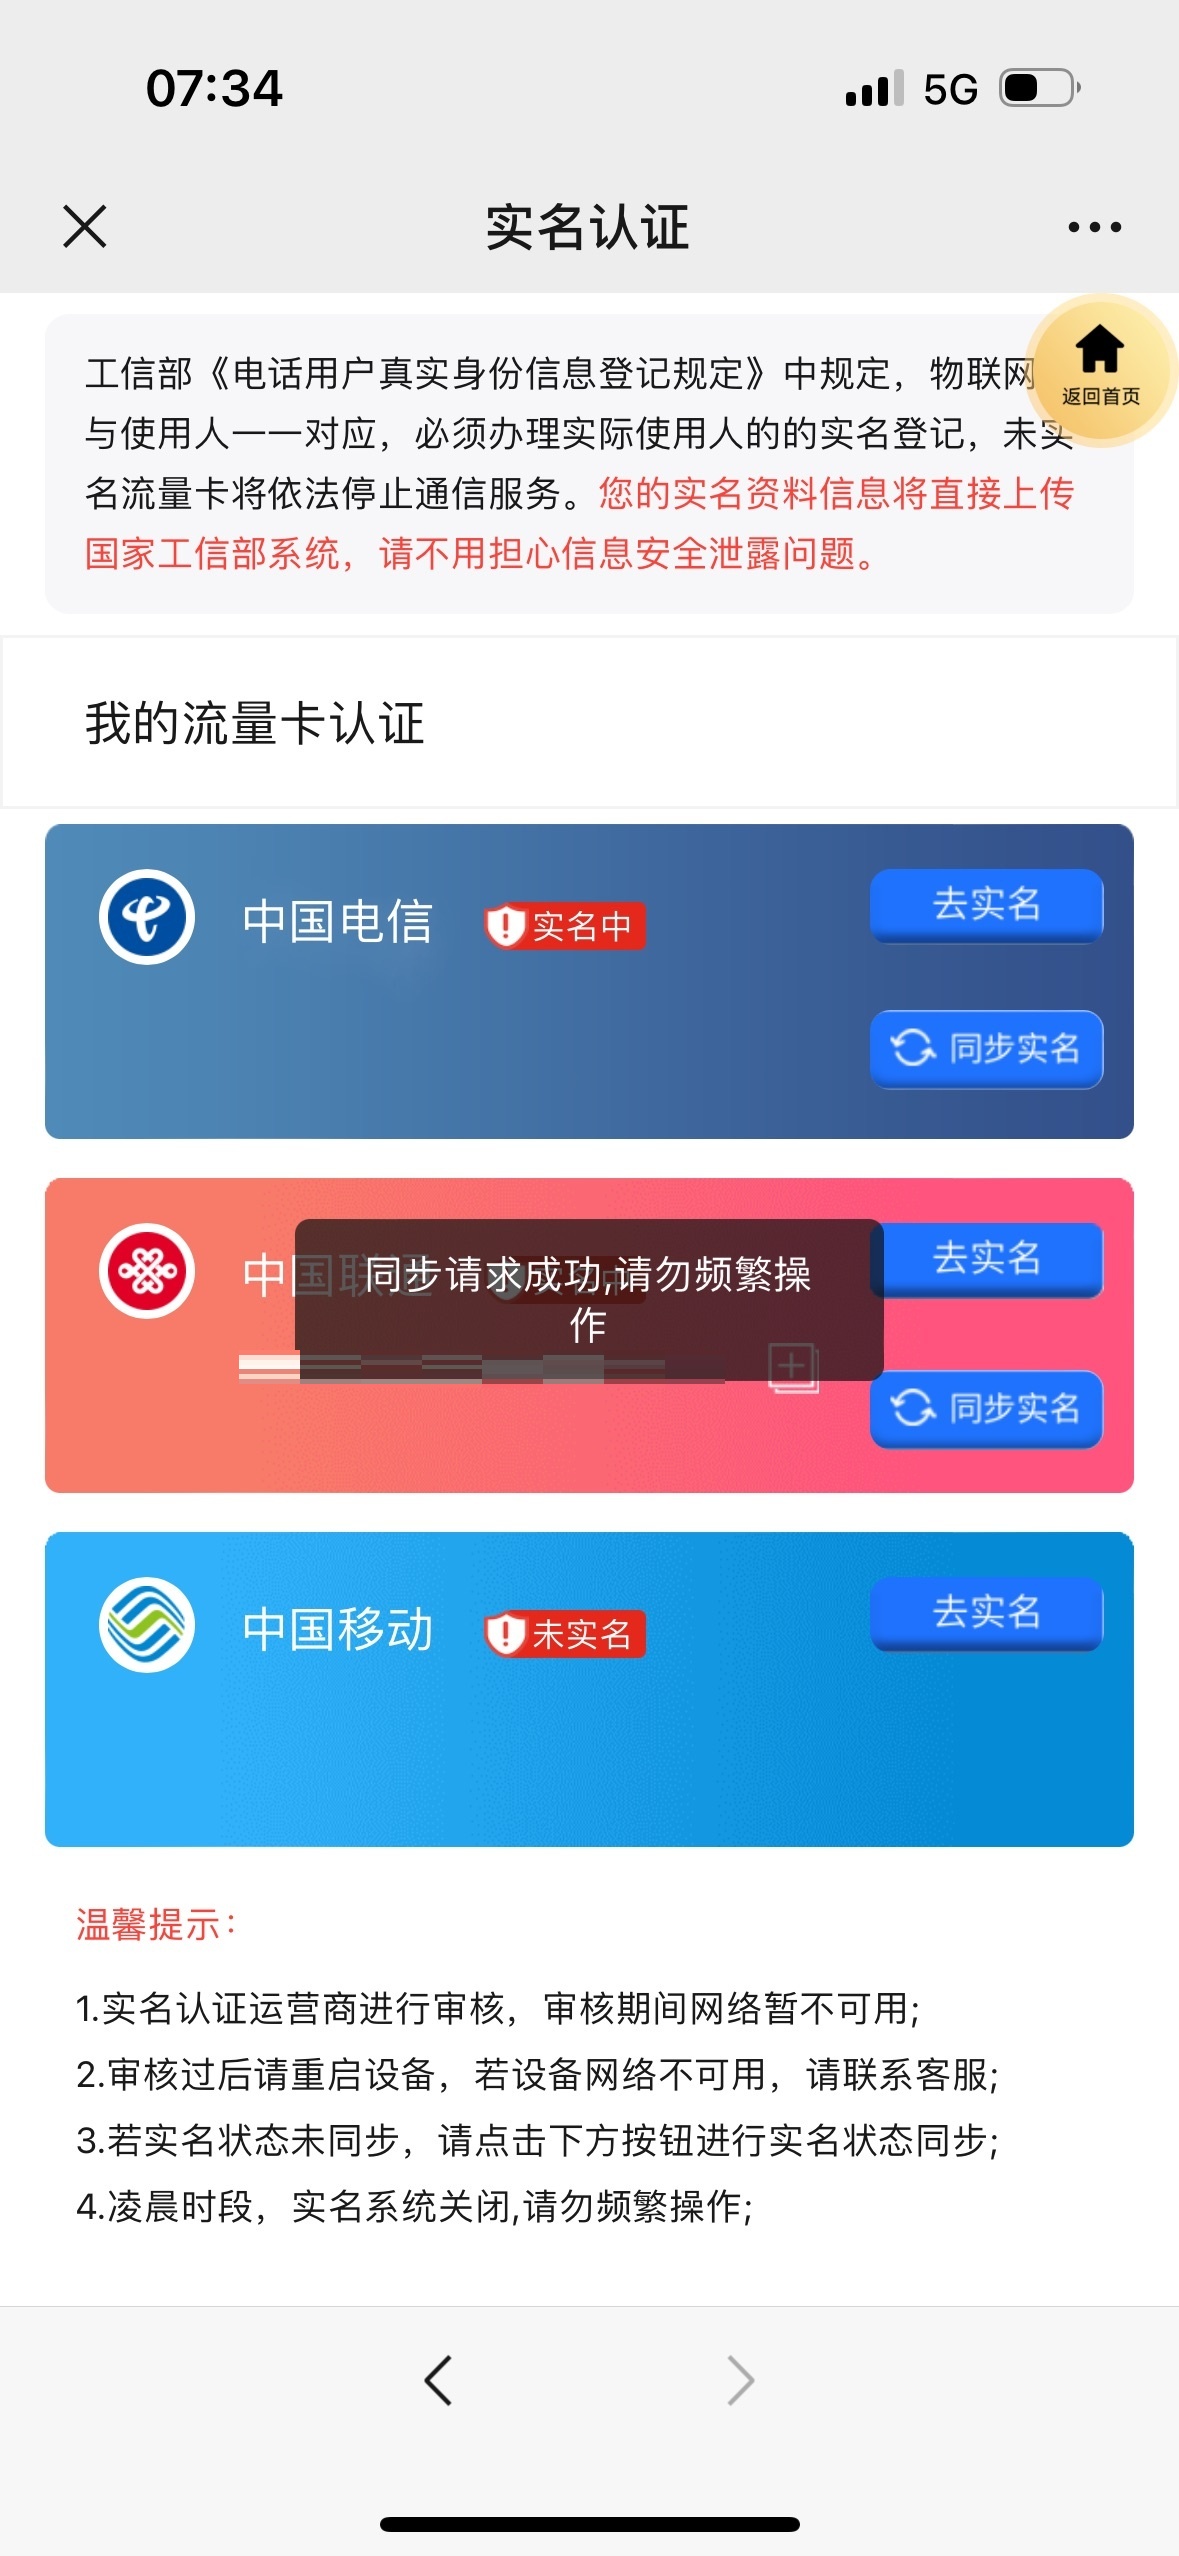 07:34
5G
实名认证
工信部《电话用户真实身份信息登记规定》中规定，物联网
返回首页
与使用人一一对应，必须办理实际使用人的的实名登记，未实
名流量卡将依法停止通信服务。您的实名资料信息将直接上传
国家工信部系统，请不用担心信息安全泄露问题。
我的流量卡认证
中国电信
实名中
去实名
同步实名
中国联通
去实名
同步请求成功,请勿频繁操
作
同步实名
中国移动
未实名
去实名
温馨提示：
1.实名认证运营商进行审核，审核期间网络暂不可用;
2.审核过后请重启设备，若设备网络不可用，请联系客服;
3.若实名状态未同步，请点击下方按钮进行实名状态同步;
4.凌晨时段，实名系统关闭,请勿频繁操作;